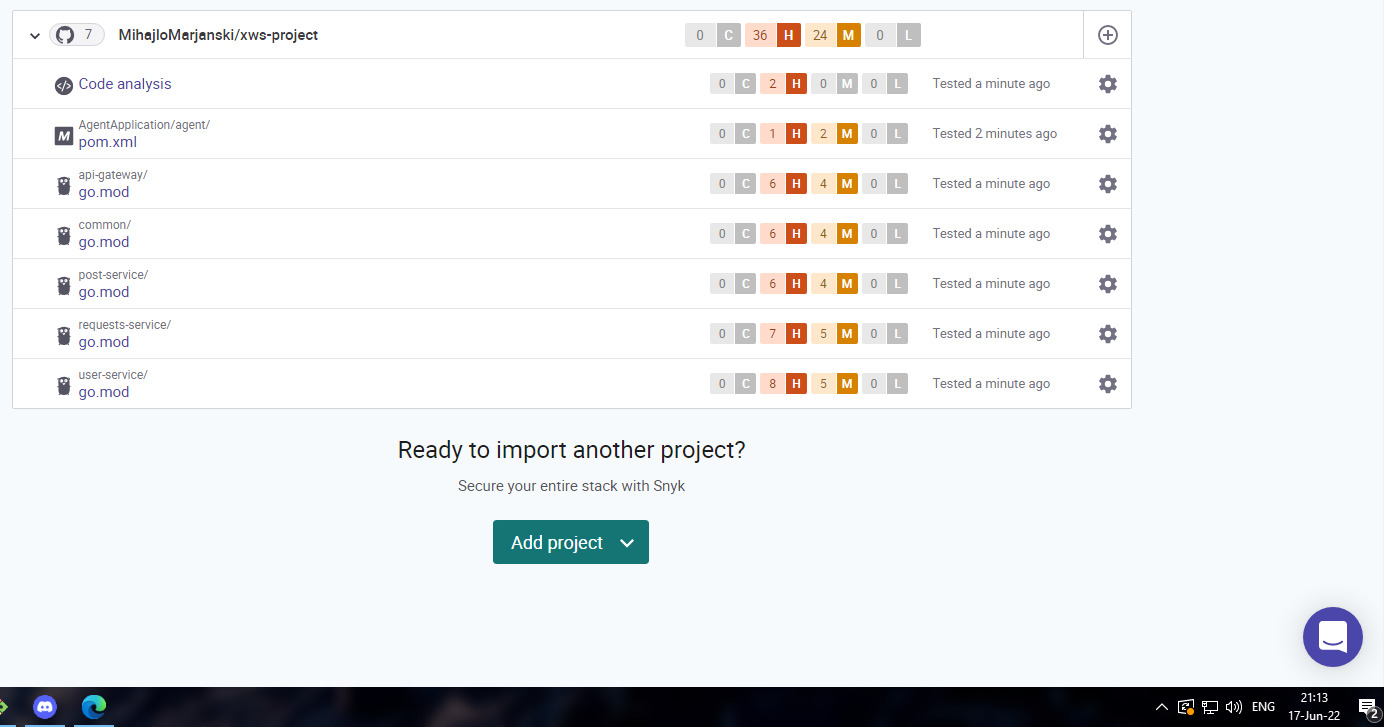 7 MihajloMarjanski/xws-project 0 C 36 H 24 M 0 L
Code analysis 0 C 2 H 0 M 0 L Tested a minute ago
AgentApplication/agent/
M pom.xml 0 C 1 H 2 M 0 L Tested 2 minutes ago
api-gateway/
go.mod 0 C 6 H 4 M 0 L Tested a minute ago
common/
go.mod 0 C 6 H 4 M 0 L Tested a minute ago
post-service/
go.mod 0 C 6 H 4 M 0 L Tested a minute ago
requests-service/
go.mod 0 C 7 H 5 M 0 L Tested a minute ago
user-service/
go.mod 0 C 8 H 5 M 0 L Tested a minute ago
Ready to import another project?
Secure your entire stack with Snyk
Add project
21:13
ENG
17-Jun-22
2